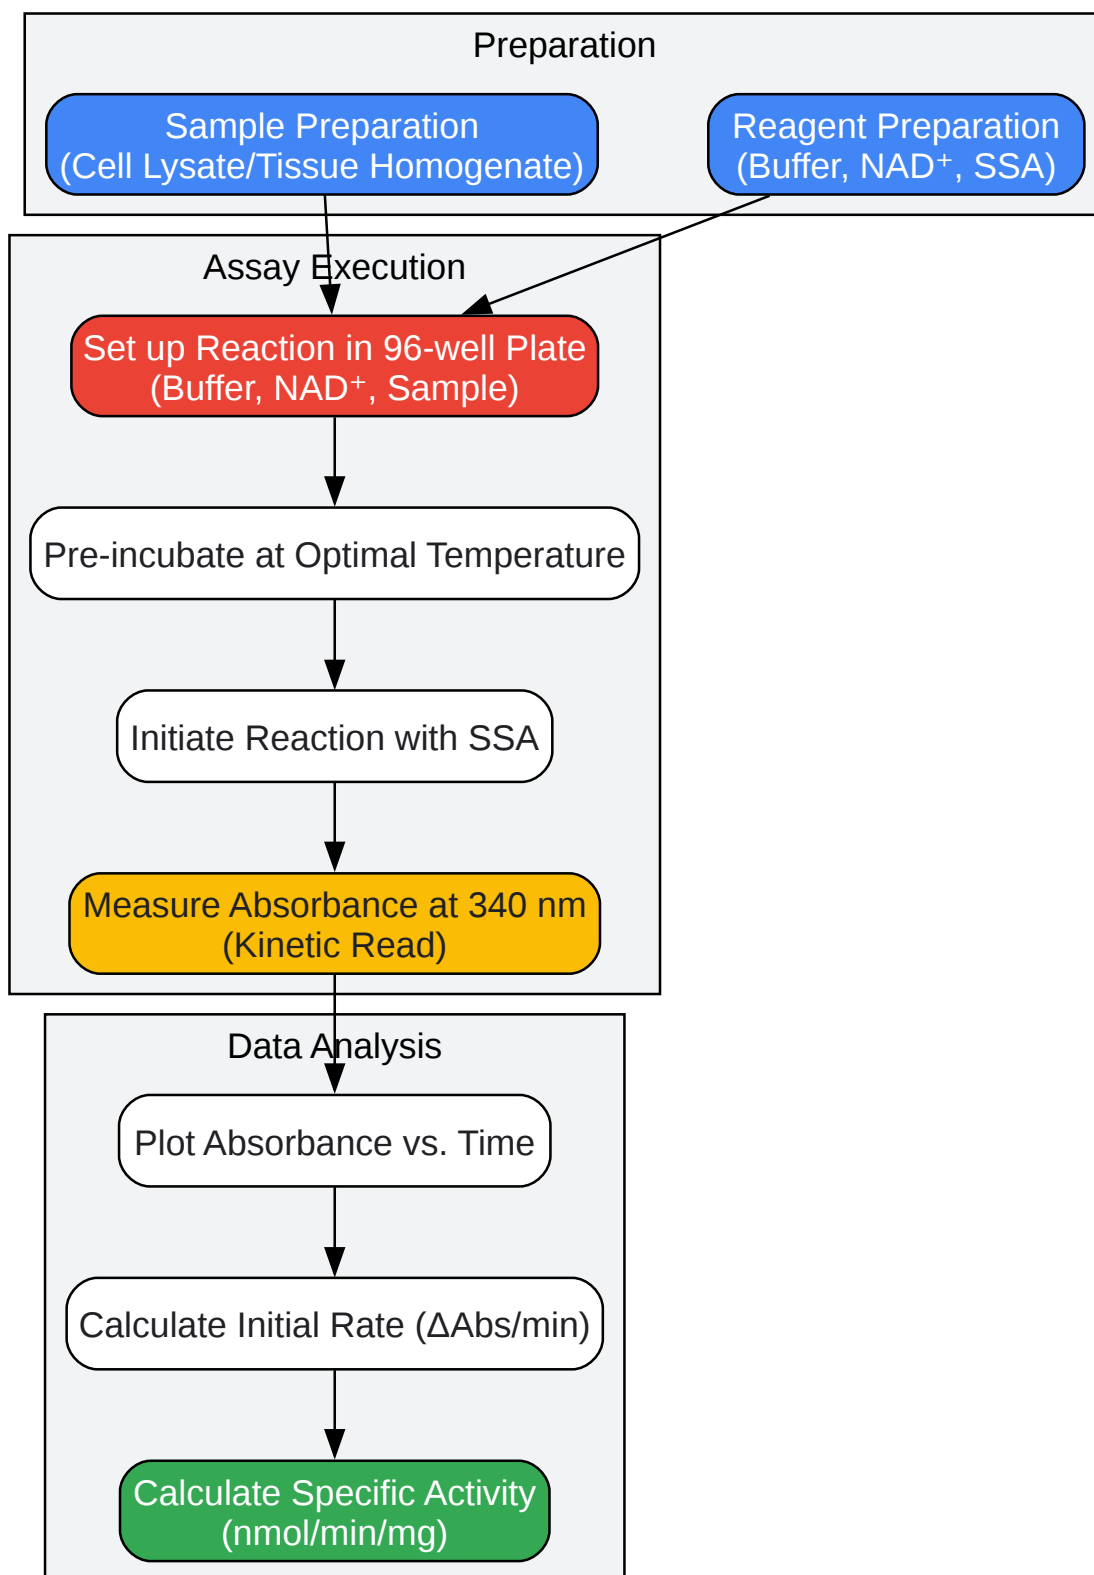 Preparation
Sample Preparation
(Cell Lysate/Tissue Homogenate)
Reagent Preparation
(Buffer, NAD⁺, SSA)
Assay Execution
Set up Reaction in 96-well Plate
(Buffer, NAD⁺, Sample)
Pre-incubate at Optimal Temperature
Initiate Reaction with SSA
Measure Absorbance at 340 nm
(Kinetic Read)
Data Analysis
Plot Absorbance vs. Time
Calculate Initial Rate (ΔAbs/min)
Calculate Specific Activity
(nmol/min/mg)